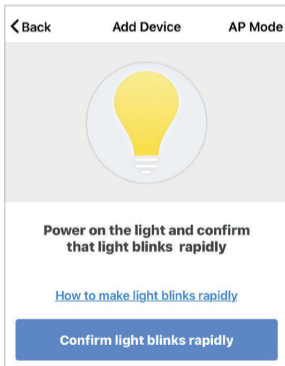 Back Add Device AP Mode
Power on the light and confirm
that light blinks rapidly
How to make light blinks rapidly
Confirm light blinks rapidly